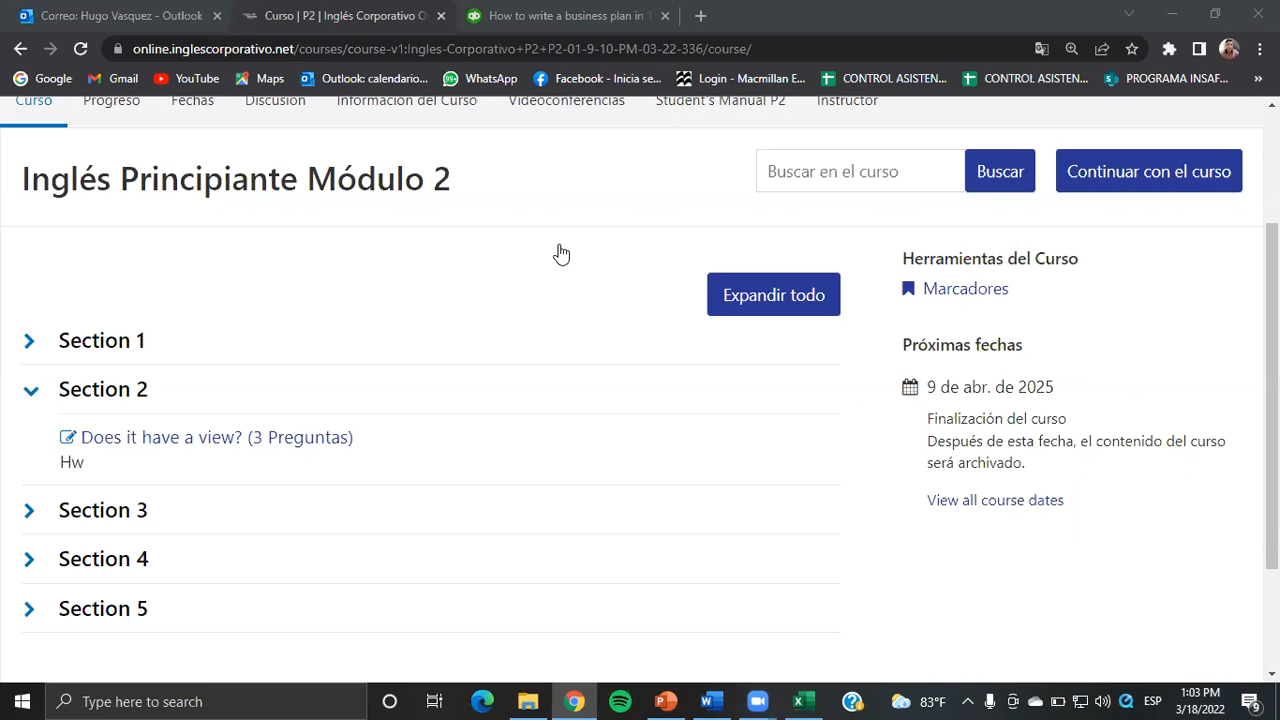 Correo: Hugo Vasquez - Outlook
Curso | P2 | Inglés Corporativo O
How to write a business plan in 1
online.inglescorporativo.net/courses/course-v1:Ingles-Corporativo+P2+P2-01-9-10-PM-03-22-336/course/
Google
Gmail
YouTube
Maps
Outlook: calendario...
WhatsApp
Facebook - Inicia se...
Login - Macmillan E...
CONTROL ASISTEN...
CONTROL ASISTEN...
PROGRAMA INSAF...
»
Curso
Progreso
Fechas
Discusión
Información del Curso
Videoconferencias
Student's Manual P2
Instructor
Inglés Principiante Módulo 2
Buscar en el curso
Buscar
Continuar con el curso
Expandir todo
Section 1
Section 2
Does it have a view? (3 Preguntas)
Hw
Section 3
Section 4
Section 5
Herramientas del Curso
Marcadores
Próximas fechas
9 de abr. de 2025
Finalización del curso
Después de esta fecha, el contenido del curso
será archivado.
View all course dates
Type here to search
83°F
ESP
1:03 PM
3/18/2022
9